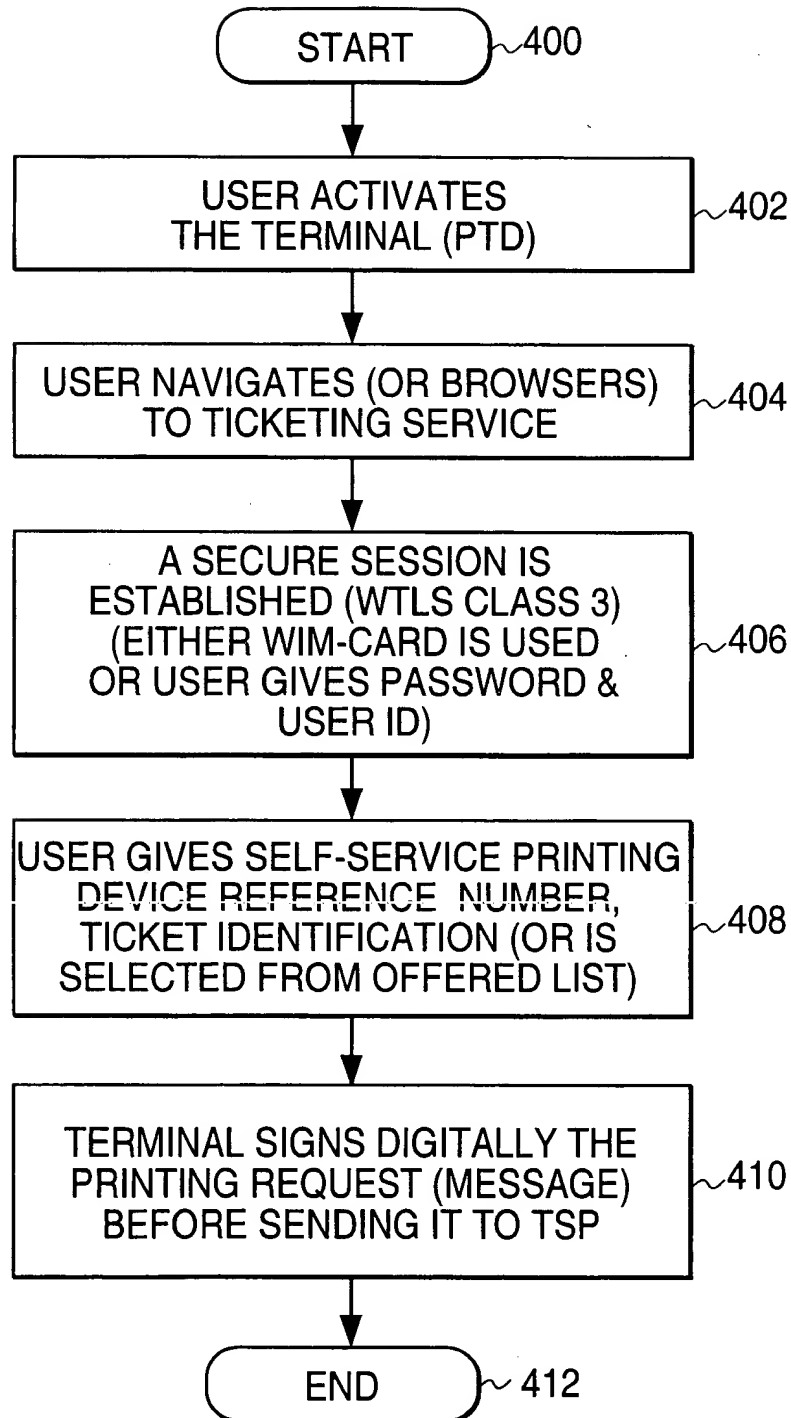 START
400
USER ACTIVATES
THE TERMINAL (PTD)
402
USER NAVIGATES (OR BROWSERS)
TO TICKETING SERVICE
404
A SECURE SESSION IS
ESTABLISHED (WTLS CLASS 3)
(EITHER WIM-CARD IS USED
OR USER GIVES PASSWORD &
USER ID)
406
USER GIVES SELF-SERVICE PRINTING
DEVICE REFERENCE NUMBER,
TICKET IDENTIFICATION (OR IS
SELECTED FROM OFFERED LIST)
408
TERMINAL SIGNS DIGITALLY THE
PRINTING REQUEST (MESSAGE)
BEFORE SENDING IT TO TSP
410
END
412